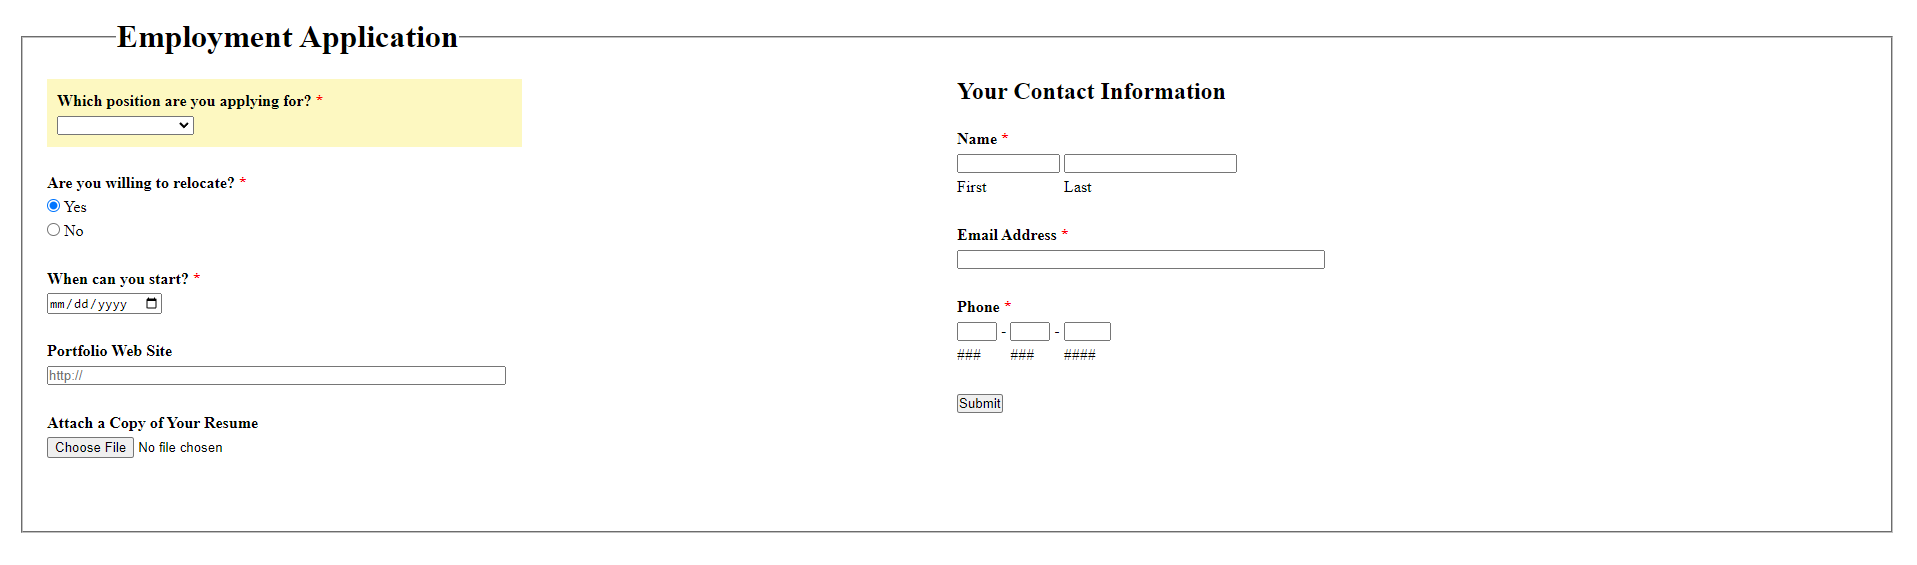 Employment Application
Which position are you applying for? *
Are you willing to relocate? *
Yes
No
When can you start? *
mm/dd/yyyy
Portfolio Web Site
http://
Attach a Copy of Your Resume
Choose File No file chosen
Your Contact Information
Name *
First Last
Email Address *
Phone *
- -
### ### ####
Submit